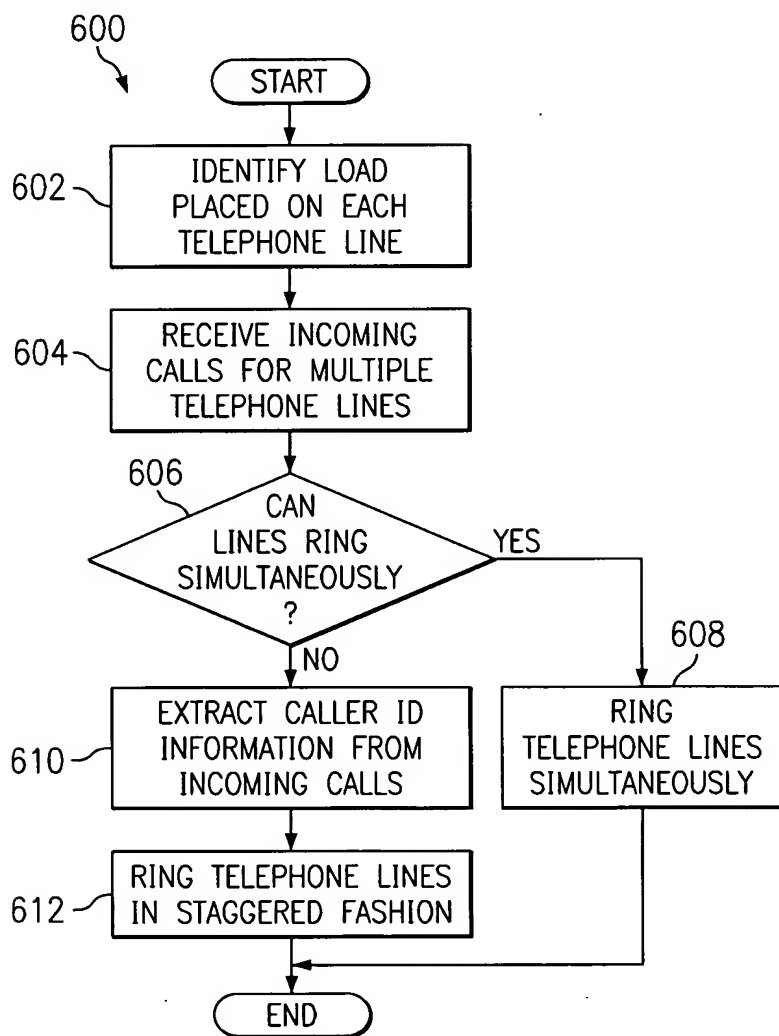 600
START
602
IDENTIFY LOAD
PLACED ON EACH
TELEPHONE LINE
604
RECEIVE INCOMING
CALLS FOR MULTIPLE
TELEPHONE LINES
606
CAN
LINES RING
SIMULTANEOUSLY
?
YES
NO
608
RING
TELEPHONE LINES
SIMULTANEOUSLY
610
EXTRACT CALLER ID
INFORMATION FROM
INCOMING CALLS
612
RING TELEPHONE LINES
IN STAGGERED FASHION
END